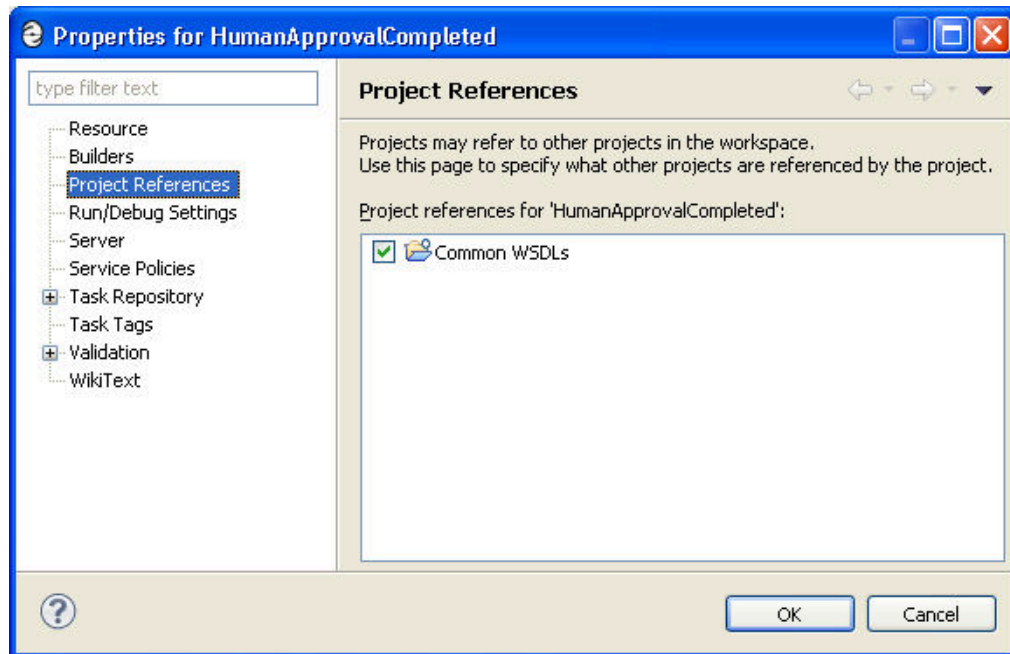 Properties for HumanApprovalCompleted
type filter text
Resource
Builders
Project References
Run/Debug Settings
Server
Service Policies
Task Repository
Task Tags
Validation
WikiText
Project References
Projects may refer to other projects in the workspace.
Use this page to specify what other projects are referenced by the project.
Project references for 'HumanApprovalCompleted':
Common WSDLs
OK
Cancel